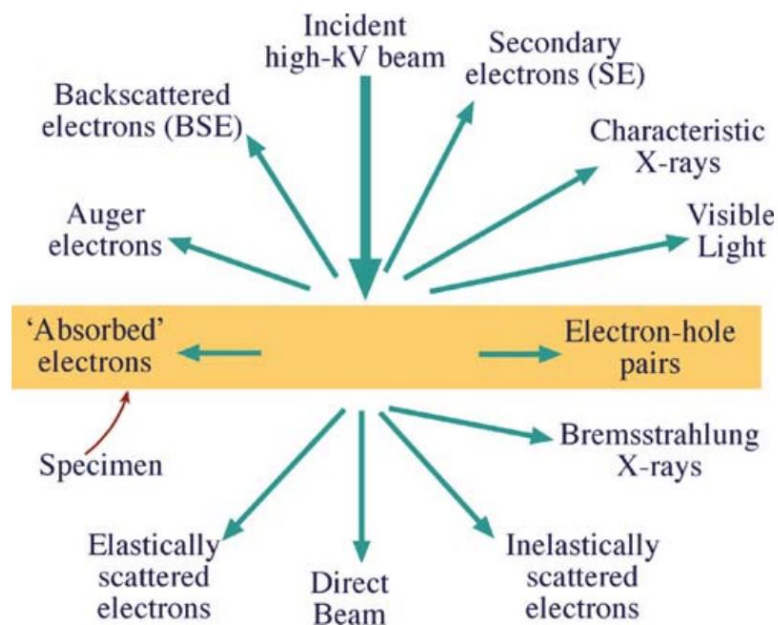 Incident
high-kV beam
Secondary
electrons (SE)
Backscattered
electrons (BSE)
Characteristic
X-rays
Auger
electrons
Visible
Light
‘Absorbed’
electrons
Electron-hole
pairs
Specimen
Bremsstrahlung
X-rays
Elastically
scattered
electrons
Direct
Beam
Inelastically
scattered
electrons